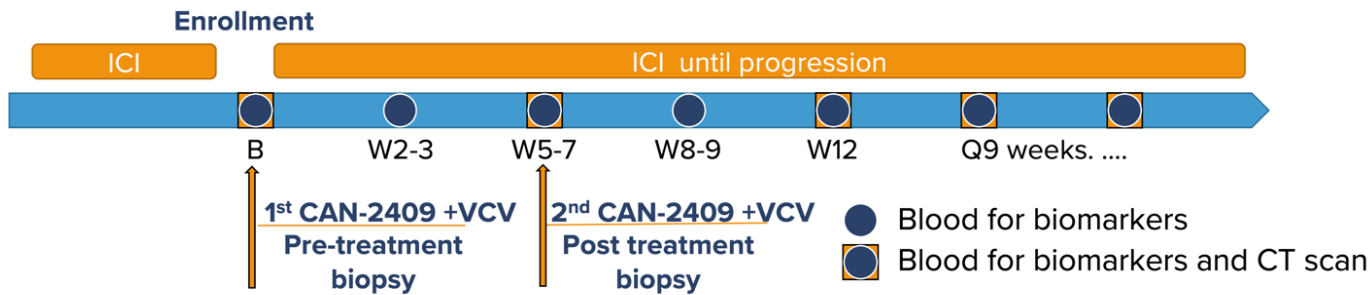 Enrollment
ICI
ICI until progression
B
W2-3
W5-7
W8-9
W12
Q9 weeks. ....
1st CAN-2409 +VCV
Pre-treatment
biopsy
2nd CAN-2409 +VCV
Post treatment
biopsy
Blood for biomarkers
Blood for biomarkers and CT scan